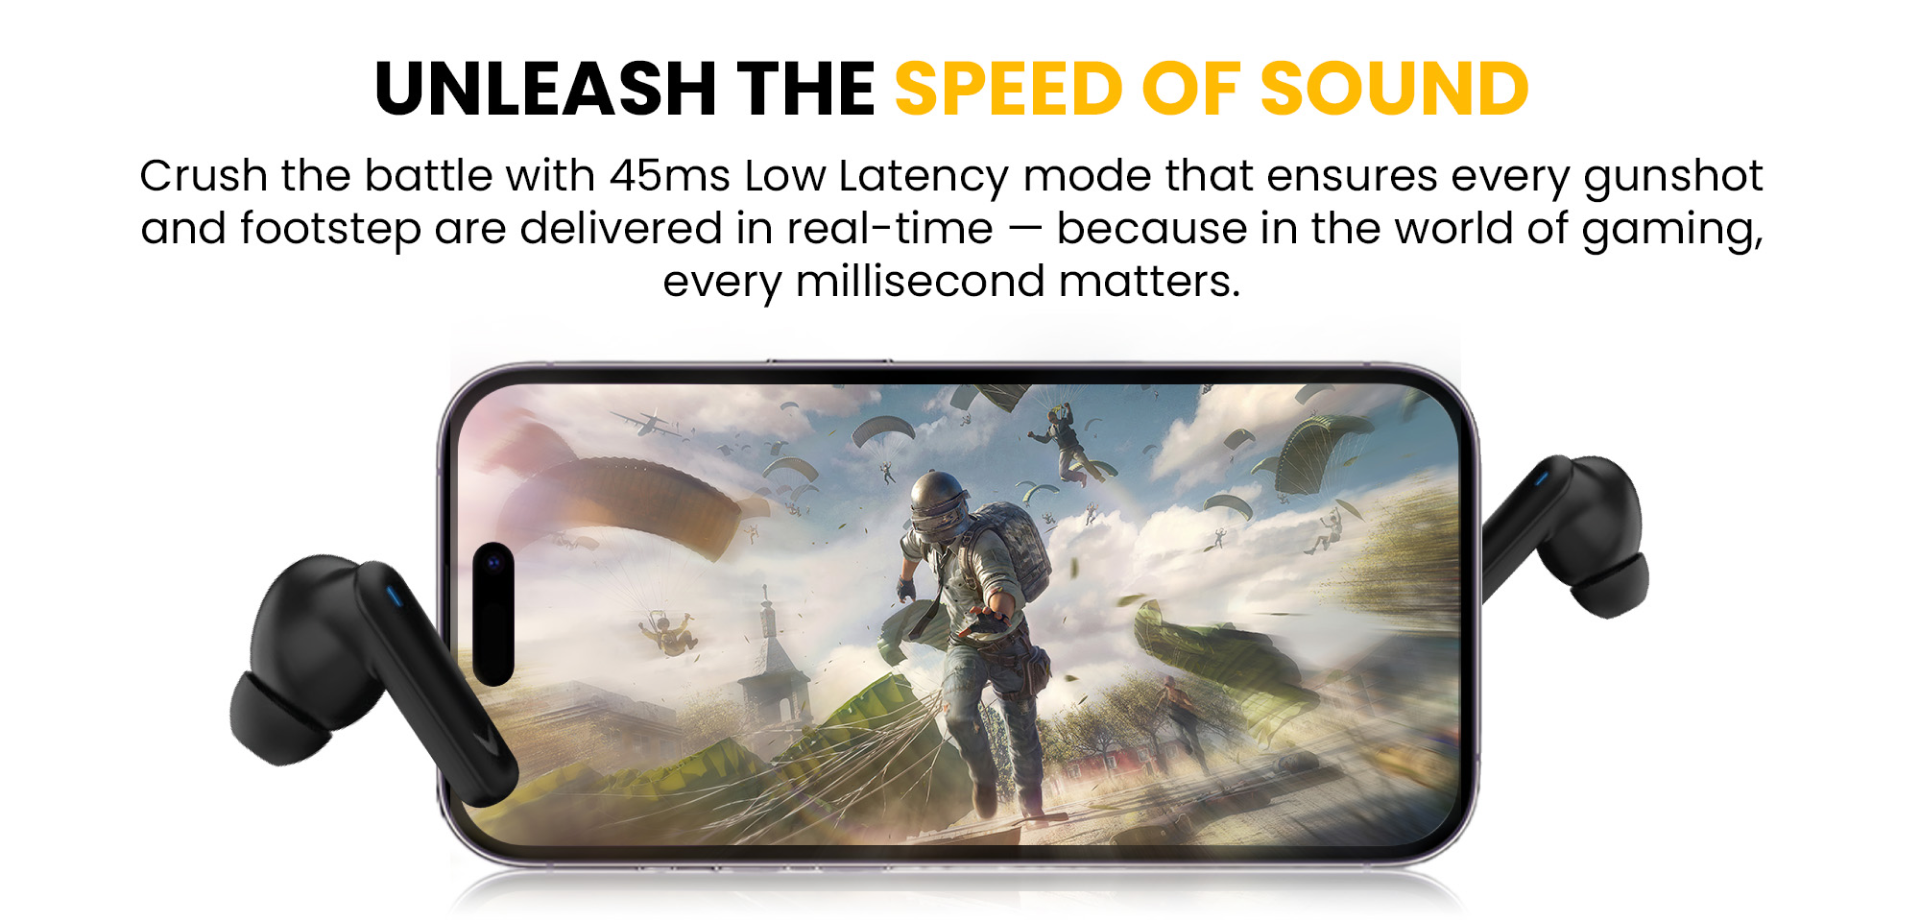 UNLEASH THE SPEED OF SOUND
Crush the battle with 45ms Low Latency mode that ensures every gunshot
and footstep are delivered in real-time — because in the world of gaming,
every millisecond matters.